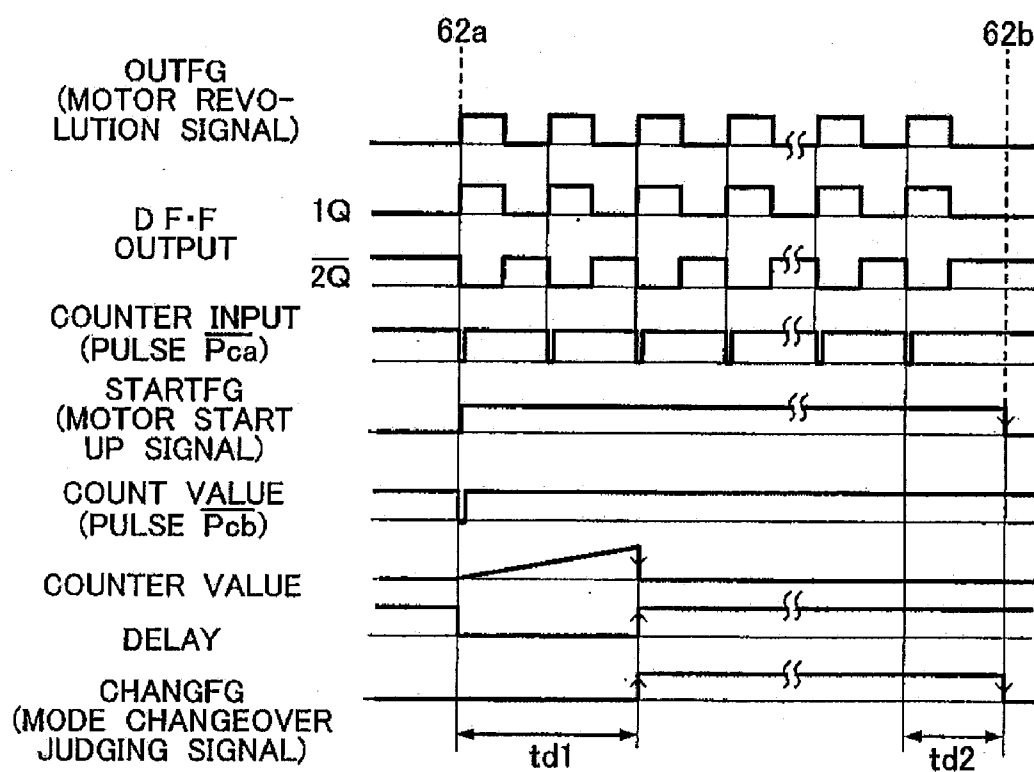 62a 62b
OUTFG
(MOTOR REVO-
LUTION SIGNAL)
D F·F
OUTPUT
1Q
2Q
COUNTER INPUT
(PULSE Pca)
STARTFG
(MOTOR START
UP SIGNAL)
COUNT VALUE
(PULSE Pcb)
COUNTER VALUE
DELAY
CHANGFG
(MODE CHANGEOVER
JUDGING SIGNAL)
td1 td2